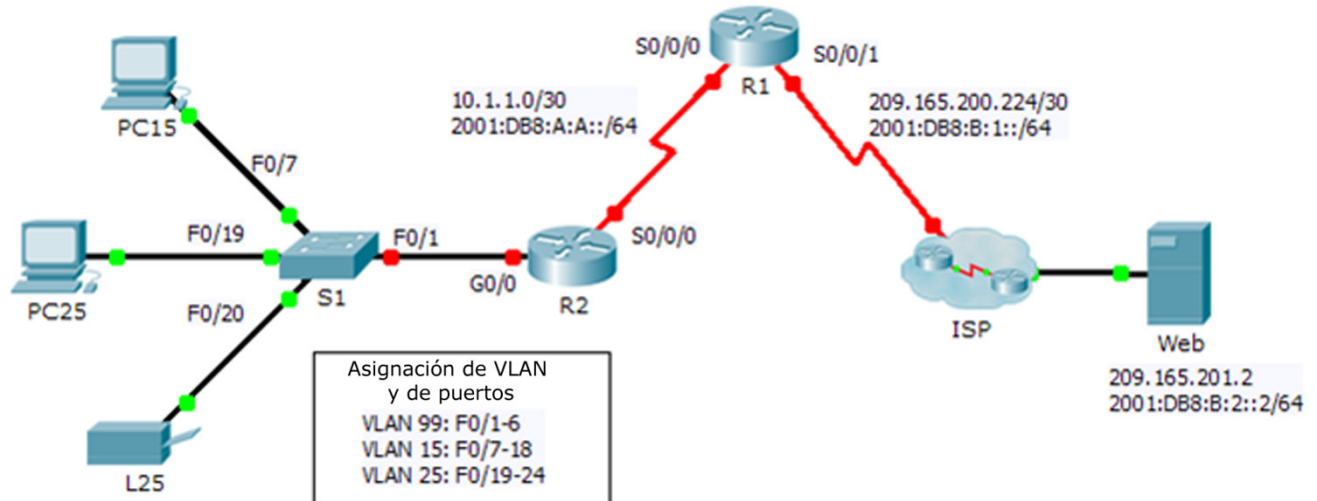 S0/0/0
S0/0/1
R1
10.1.1.0/30
2001:DB8:A:A::/64
209.165.200.224/30
2001:DB8:B:1::/64
PC15
F0/7
F0/19
F0/1
S0/0/0
G0/0
S1
R2
PC25
F0/20
ISP
Web
209.165.201.2
2001:DB8:B:2::2/64
L25
Asignación de VLAN
y de puertos
VLAN 99: F0/1-6
VLAN 15: F0/7-18
VLAN 25: F0/19-24